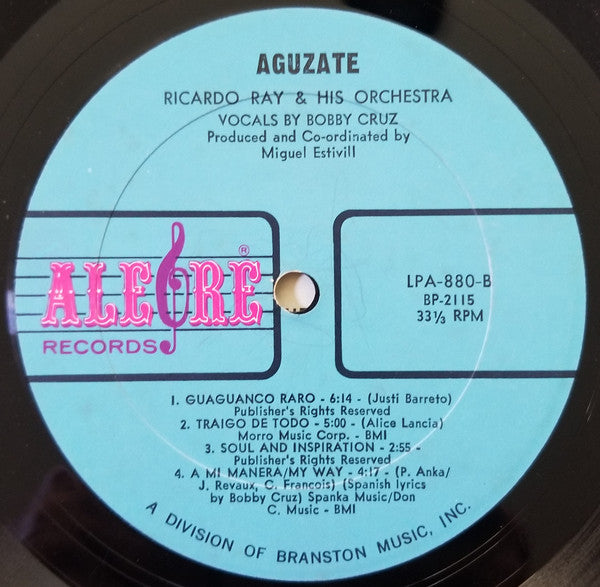 AGUZATE
RICARDO RAY & HIS ORCHESTRA
VOCALS BY BOBBY CRUZ
Produced and Co-ordinated by
Miguel Estivill
ALEGRE ®
RECORDS
LPA-880-B
BP-2115
33⅓ RPM
1. GUAGUANCO RARO - 6:14 - (Justi Barreto)
Publisher's Rights Reserved
2. TRAIGO DE TODO - 5:00 - (Alice Lancia)
Morro Music Corp. - BMI
3. SOUL AND INSPIRATION - 2:55 -
Publisher's Rights Reserved
4. A MI MANERA/MY WAY - 4:17 - (P. Anka/
J. Revaux, C. Francois) (Spanish lyrics
by Bobby Cruz) Spanka Music/Don
C. Music - BMI
A DIVISION OF BRANSTON MUSIC, INC.